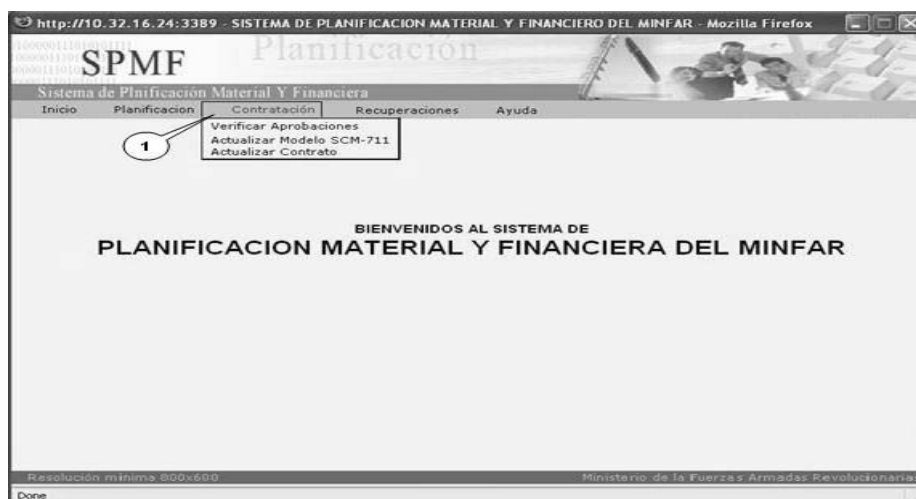 http://10.32.16.24:3389 - SISTEMA DE PLANIFICACION MATERIAL Y FINANCIERO DEL MINFAR - Mozilla Firefox
Planificación
SPMF
Sistema de Plnificación Material Y Financiera
Inicio Planificacion Contratación Recuperaciones Ayuda
1
Verificar Aprobaciones
Actualizar Modelo SCM-711
Actualizar Contrato
BIENVENIDOS AL SISTEMA DE
PLANIFICACION MATERIAL Y FINANCIERA DEL MINFAR
Resolución mínima 800x600 Ministerio de la Fuerzas Armadas Revolucionaria
Done